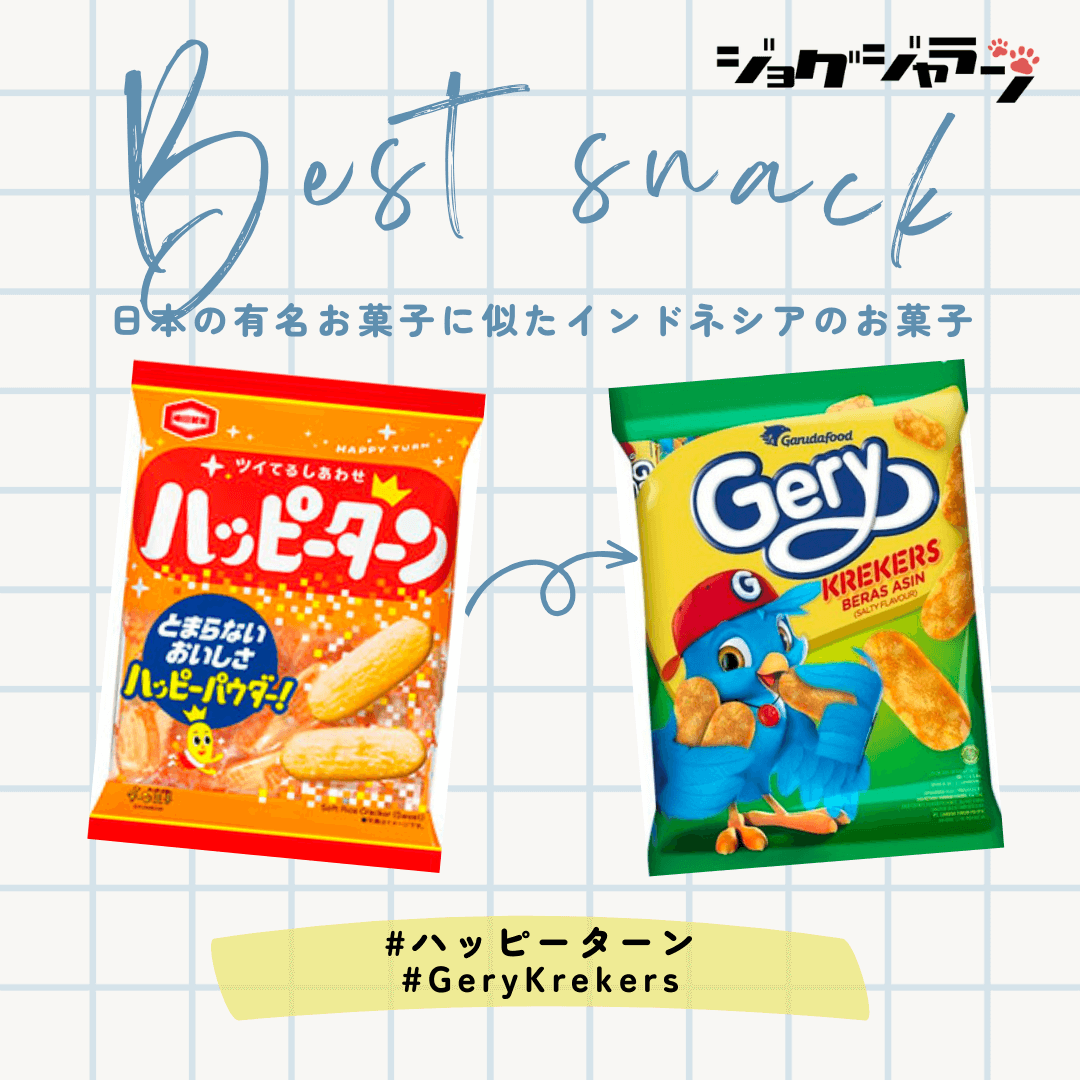 ジョグジャラーン
Best snack
日本の有名お菓子に似たインドネシアのお菓子
HAPPY TURN
ツイてるしあわせ
ハッピーターン
とまらない
おいしさ
ハッピーパウダー!
Soft Rice Cracker (Sweet)
Garudafood
Gery
G
KREKERS
BERAS ASIN
(SALTY FLAVOUR)
#ハッピーターン
#GeryKrekers